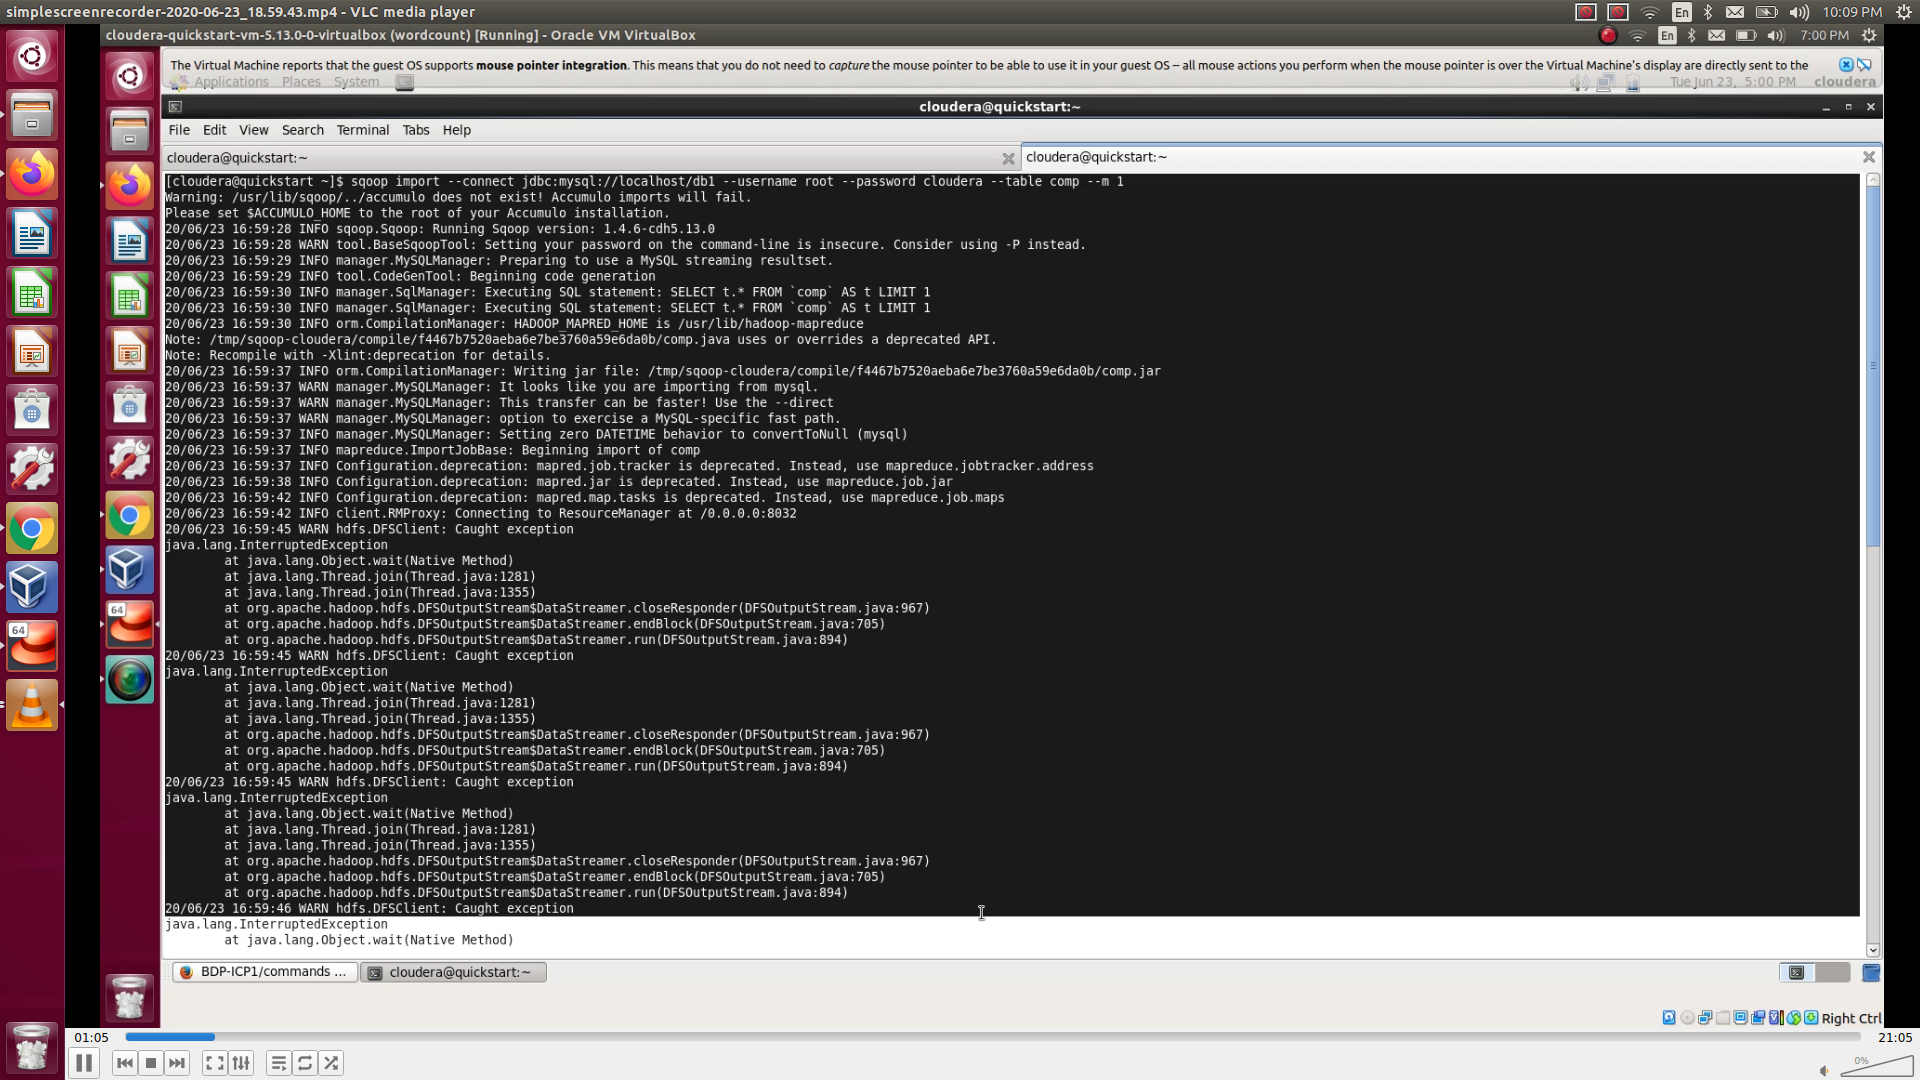 simplescreenrecorder-2020-06-23_18.59.43.mp4 - VLC media player
En
10:09 PM
cloudera-quickstart-vm-5.13.0-0-virtualbox (wordcount) [Running] - Oracle VM VirtualBox
En
7:00 PM
The Virtual Machine reports that the guest OS supports mouse pointer integration. This means that you do not need to capture the mouse pointer to be able to use it in your guest OS -- all mouse actions you perform when the mouse pointer is over the Virtual Machine's display are directly sent to the
Applications Places System
Tue Jun 23, 5:00 PM cloudera
cloudera@quickstart:~
File Edit View Search Terminal Tabs Help
cloudera@quickstart:~
cloudera@quickstart:~
[cloudera@quickstart ~]$ sqoop import --connect jdbc:mysql://localhost/db1 --username root --password cloudera --table comp --m 1
Warning: /usr/lib/sqoop/../accumulo does not exist! Accumulo imports will fail.
Please set $ACCUMULO_HOME to the root of your Accumulo installation.
20/06/23 16:59:28 INFO sqoop.Sqoop: Running Sqoop version: 1.4.6-cdh5.13.0
20/06/23 16:59:28 WARN tool.BaseSqoopTool: Setting your password on the command-line is insecure. Consider using -P instead.
20/06/23 16:59:29 INFO manager.MySQLManager: Preparing to use a MySQL streaming resultset.
20/06/23 16:59:29 INFO tool.CodeGenTool: Beginning code generation
20/06/23 16:59:30 INFO manager.SqlManager: Executing SQL statement: SELECT t.* FROM `comp` AS t LIMIT 1
20/06/23 16:59:30 INFO manager.SqlManager: Executing SQL statement: SELECT t.* FROM `comp` AS t LIMIT 1
20/06/23 16:59:30 INFO orm.CompilationManager: HADOOP_MAPRED_HOME is /usr/lib/hadoop-mapreduce
Note: /tmp/sqoop-cloudera/compile/f4467b7520aeba6e7be3760a59e6da0b/comp.java uses or overrides a deprecated API.
Note: Recompile with -Xlint:deprecation for details.
20/06/23 16:59:37 INFO orm.CompilationManager: Writing jar file: /tmp/sqoop-cloudera/compile/f4467b7520aeba6e7be3760a59e6da0b/comp.jar
20/06/23 16:59:37 WARN manager.MySQLManager: It looks like you are importing from mysql.
20/06/23 16:59:37 WARN manager.MySQLManager: This transfer can be faster! Use the --direct
20/06/23 16:59:37 WARN manager.MySQLManager: option to exercise a MySQL-specific fast path.
20/06/23 16:59:37 INFO manager.MySQLManager: Setting zero DATETIME behavior to convertToNull (mysql)
20/06/23 16:59:37 INFO mapreduce.ImportJobBase: Beginning import of comp
20/06/23 16:59:37 INFO Configuration.deprecation: mapred.job.tracker is deprecated. Instead, use mapreduce.jobtracker.address
20/06/23 16:59:38 INFO Configuration.deprecation: mapred.jar is deprecated. Instead, use mapreduce.job.jar
20/06/23 16:59:42 INFO Configuration.deprecation: mapred.map.tasks is deprecated. Instead, use mapreduce.job.maps
20/06/23 16:59:42 INFO client.RMProxy: Connecting to ResourceManager at /0.0.0.0:8032
20/06/23 16:59:45 WARN hdfs.DFSClient: Caught exception
java.lang.InterruptedException
at java.lang.Object.wait(Native Method)
at java.lang.Thread.join(Thread.java:1281)
at java.lang.Thread.join(Thread.java:1355)
at org.apache.hadoop.hdfs.DFSOutputStream$DataStreamer.closeResponder(DFSOutputStream.java:967)
at org.apache.hadoop.hdfs.DFSOutputStream$DataStreamer.endBlock(DFSOutputStream.java:705)
at org.apache.hadoop.hdfs.DFSOutputStream$DataStreamer.run(DFSOutputStream.java:894)
20/06/23 16:59:45 WARN hdfs.DFSClient: Caught exception
java.lang.InterruptedException
at java.lang.Object.wait(Native Method)
at java.lang.Thread.join(Thread.java:1281)
at java.lang.Thread.join(Thread.java:1355)
at org.apache.hadoop.hdfs.DFSOutputStream$DataStreamer.closeResponder(DFSOutputStream.java:967)
at org.apache.hadoop.hdfs.DFSOutputStream$DataStreamer.endBlock(DFSOutputStream.java:705)
at org.apache.hadoop.hdfs.DFSOutputStream$DataStreamer.run(DFSOutputStream.java:894)
20/06/23 16:59:45 WARN hdfs.DFSClient: Caught exception
java.lang.InterruptedException
at java.lang.Object.wait(Native Method)
at java.lang.Thread.join(Thread.java:1281)
at java.lang.Thread.join(Thread.java:1355)
at org.apache.hadoop.hdfs.DFSOutputStream$DataStreamer.closeResponder(DFSOutputStream.java:967)
at org.apache.hadoop.hdfs.DFSOutputStream$DataStreamer.endBlock(DFSOutputStream.java:705)
at org.apache.hadoop.hdfs.DFSOutputStream$DataStreamer.run(DFSOutputStream.java:894)
20/06/23 16:59:46 WARN hdfs.DFSClient: Caught exception
java.lang.InterruptedException
at java.lang.Object.wait(Native Method)
64
64
BDP-ICP1/commands ...
cloudera@quickstart:~
Right Ctrl
01:05
21:05
0%